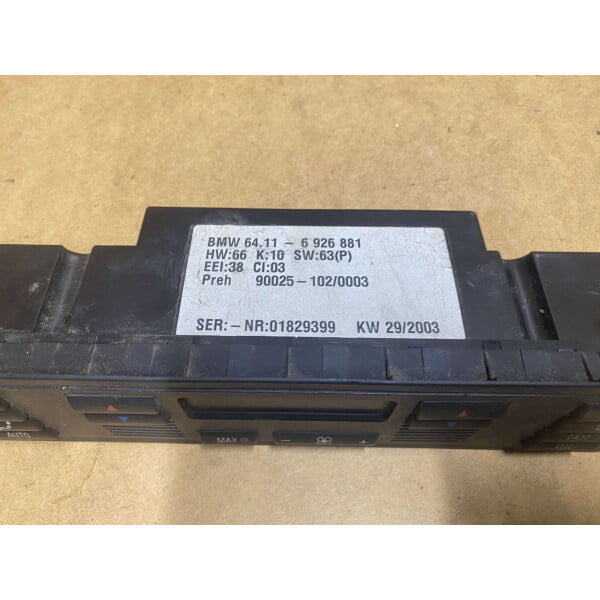 BMW 64.11 – 6 926 881
HW:66 K:10 SW:63(P)
EEI:38 CI:03
Preh 90025–102/0003
SER:–NR:01829399 KW 29/2003
AUTO
MAX
– +